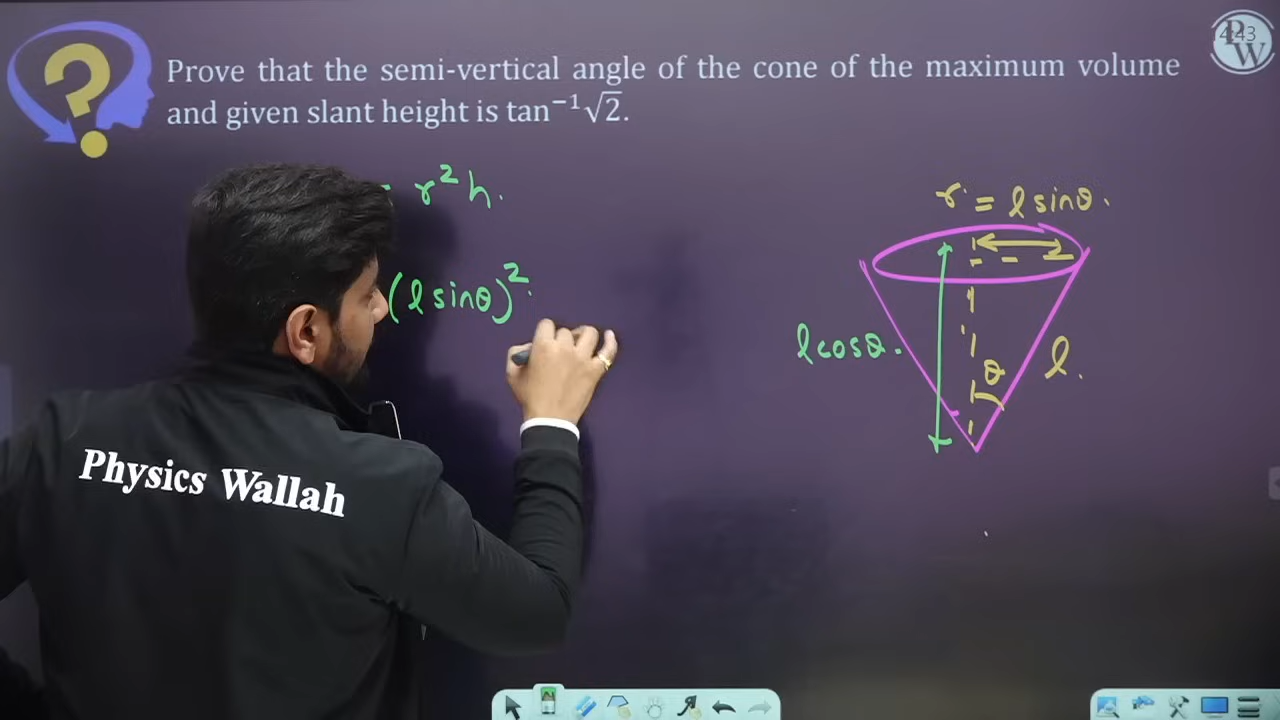 Prove that the semi-vertical angle of the cone of the maximum volume
and given slant height is tan⁻¹√2.
r² h.
(l sinθ)².
r = l sinθ.
l cosθ.
θ
l.
Physics Wallah
PW